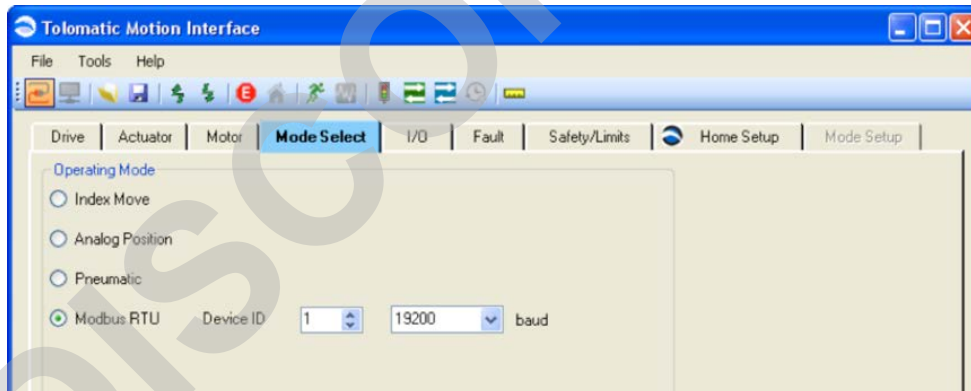 Tolomatic Motion Interface
File Tools Help
Drive Actuator Motor Mode Select I/O Fault Safety/Limits Home Setup Mode Setup
Operating Mode
Index Move
Analog Position
Pneumatic
Modbus RTU Device ID 1 19200 baud